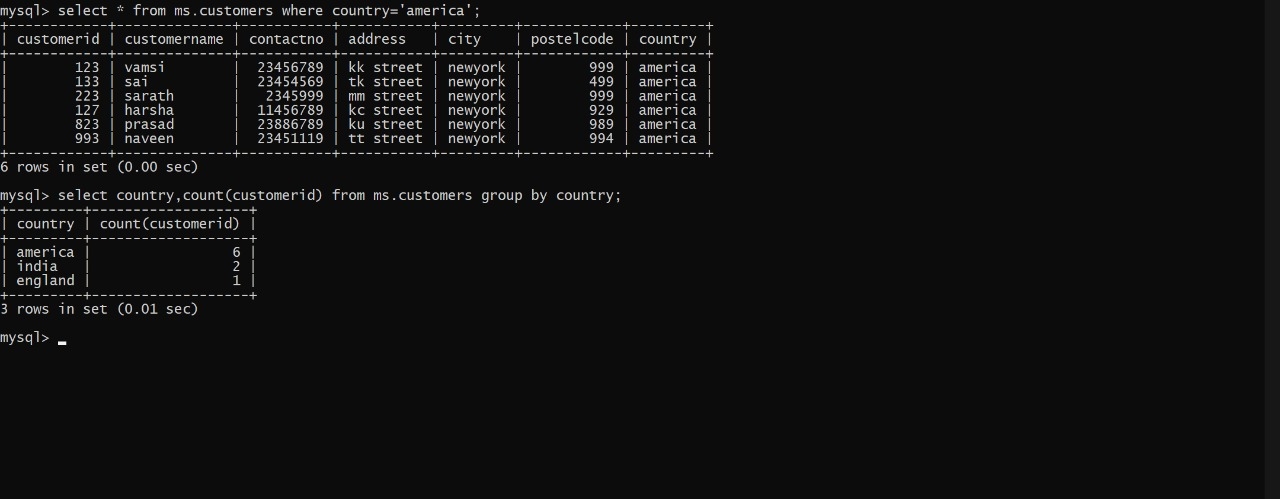 mysql> select * from ms.customers where country='america';
+------------+--------------+-----------+-----------+---------+------------+---------+
| customerid | customername | contactno | address   | city    | postelcode | country |
+------------+--------------+-----------+-----------+---------+------------+---------+
|        123 | vamsi        |  23456789 | kk street | newyork |        999 | america |
|        133 | sai          |  23454569 | tk street | newyork |        499 | america |
|        223 | sarath       |   2345999 | mm street | newyork |        999 | america |
|        127 | harsha       |  11456789 | kc street | newyork |        929 | america |
|        823 | prasad       |  23886789 | ku street | newyork |        989 | america |
|        993 | naveen       |  23451119 | tt street | newyork |        994 | america |
+------------+--------------+-----------+-----------+---------+------------+---------+
6 rows in set (0.00 sec)
mysql> select country,count(customerid) from ms.customers group by country;
+---------+-------------------+
| country | count(customerid) |
+---------+-------------------+
| america |                 6 |
| india   |                 2 |
| england |                 1 |
+---------+-------------------+
3 rows in set (0.01 sec)
mysql>